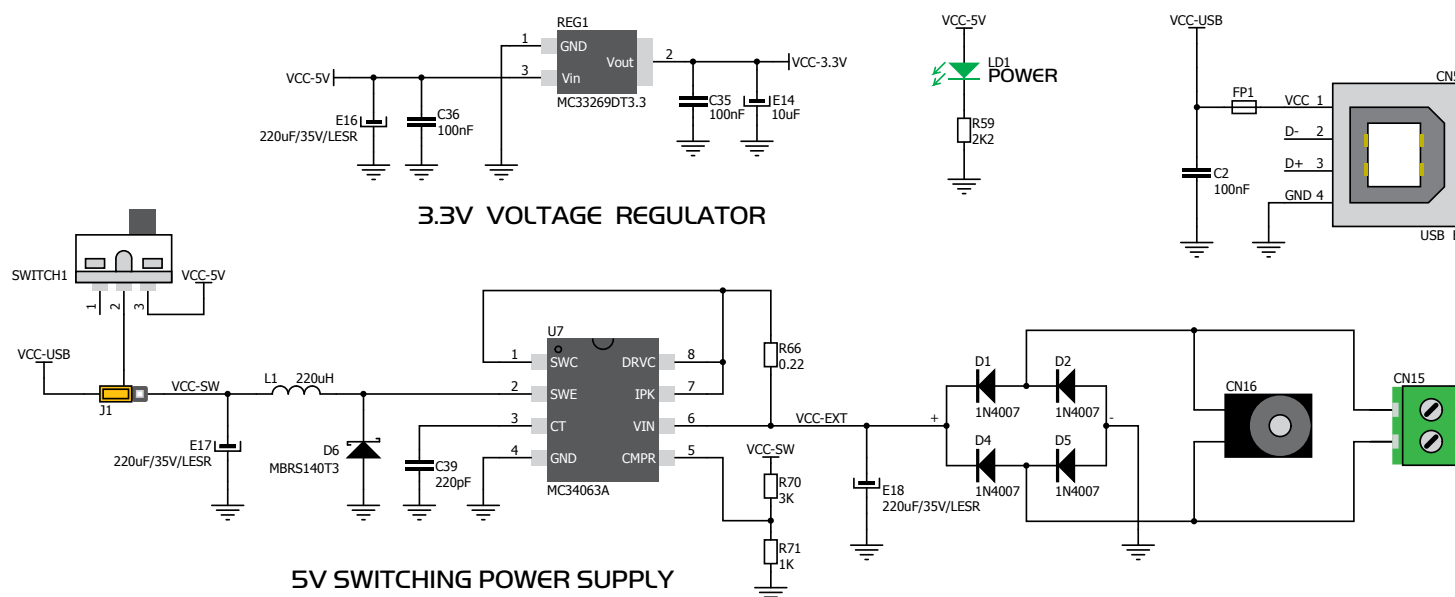 REG1
1
GND
Vout
2
VCC-5V
3
Vin
VCC-3.3V
MC33269DT3.3
E16
220uF/35V/LESR
C36
100nF
C35
100nF
E14
10uF
3.3V VOLTAGE REGULATOR
VCC-5V
LD1
POWER
R59
2K2
VCC-USB
FP1
CN5
VCC 1
D- 2
D+ 3
GND 4
C2
100nF
USB
SWITCH1
VCC-5V
1
2
3
VCC-USB
J1
VCC-SW
L1
220uH
E17
220uF/35V/LESR
D6
MBRS140T3
C39
220pF
U7
1
SWC
DRVC
8
2
SWE
IPK
7
3
CT
VIN
6
4
GND
CMPR
5
MC34063A
R66
0.22
VCC-EXT
VCC-SW
R70
3K
R71
1K
E18
220uF/35V/LESR
+
-
D1
1N4007
D2
1N4007
D4
1N4007
D5
1N4007
CN16
CN15
5V SWITCHING POWER SUPPLY